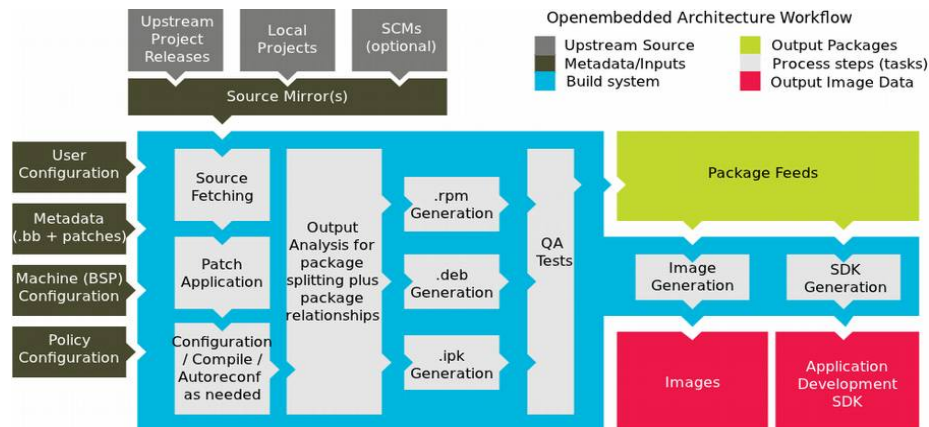 Upstream
Project
Releases
Local
Projects
SCMs
(optional)
Openembedded Architecture Workflow
Upstream Source
Metadata/Inputs
Build system
Output Packages
Process steps (tasks)
Output Image Data
Source Mirror(s)
User
Configuration
Metadata
(.bb + patches)
Machine (BSP)
Configuration
Policy
Configuration
Source
Fetching
Patch
Application
Configuration
/ Compile /
Autoreconf
as needed
Output
Analysis for
package
splitting plus
package
relationships
.rpm
Generation
.deb
Generation
.ipk
Generation
QA
Tests
Package Feeds
Image
Generation
SDK
Generation
Images
Application
Development
SDK